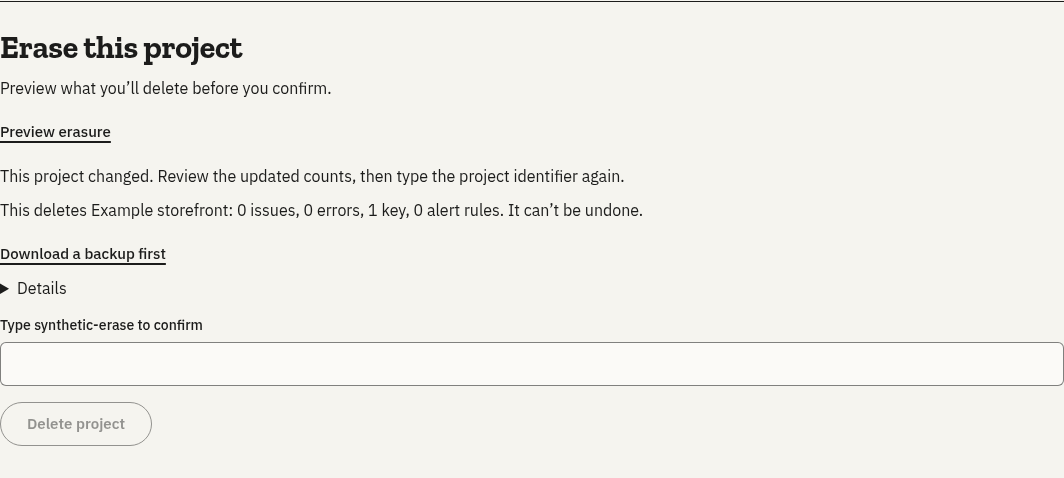 Erase this project
Preview what you’ll delete before you confirm.
Preview erasure
This project changed. Review the updated counts, then type the project identifier again.
This deletes Example storefront: 0 issues, 0 errors, 1 key, 0 alert rules. It can’t be undone.
Download a backup first
Details
Type synthetic-erase to confirm
Delete project